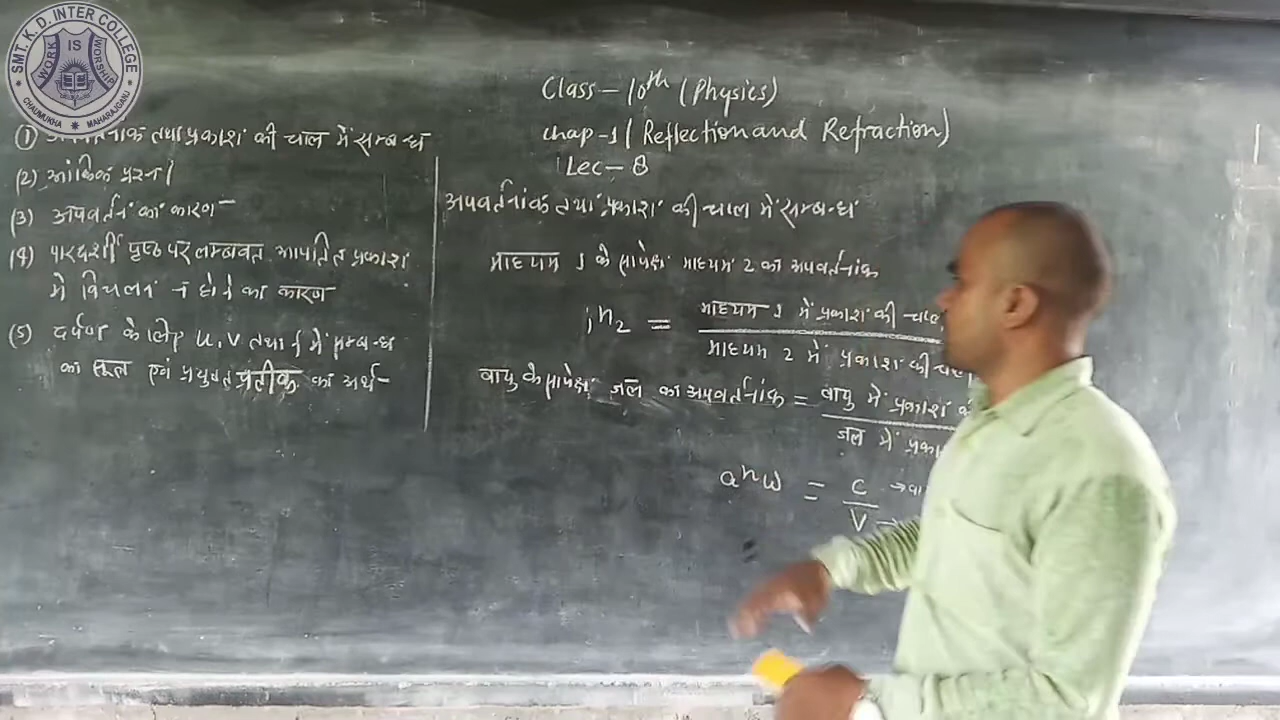 SMT. K. D. INTER COLLEGE
WORK IS WORSHIP
CHAUMUKHA MAHARAJGANJ
Class - 10th (Physics)
Chap-1 (Reflection and Refraction)
Lec - 8
(1) तथा प्रकाश की चाल में सम्बन्ध
(2) आंकिक प्रश्न।
(3) अपवर्तन का कारण -
(4) पारदर्शी पृष्ठ पर लम्बवत आपतित प्रकाश
में विचलन न होने का कारण
(5) दर्पण के लिए u, v तथा f में सम्बन्ध
का सूत्र एवं प्रयुक्त प्रतीक का अर्थ -
अपवर्तनांक तथा प्रकाश की चाल में सम्बन्ध
माध्यम 1 के सापेक्ष माध्यम 2 का अपवर्तनांक
1n2 = माध्यम 1 में प्रकाश की
माध्यम 2 में प्रकाश की
वायु के सापेक्ष जल का अपवर्तनांक = वायु में प्रकाश
जल में
anw = C →
V →